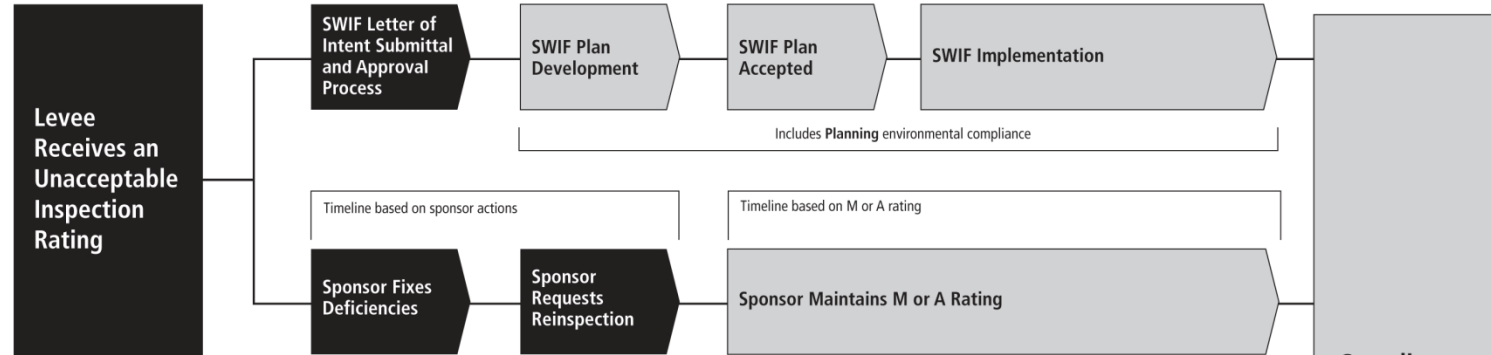 Levee
Receives an
Unacceptable
Inspection
Rating
SWIF Letter of
Intent Submittal
and Approval
Process
SWIF Plan
Development
SWIF Plan
Accepted
SWIF Implementation
Includes Planning environmental compliance
Timeline based on sponsor actions
Timeline based on M or A rating
Sponsor Fixes
Deficiencies
Sponsor
Requests
Reinspection
Sponsor Maintains M or A Rating